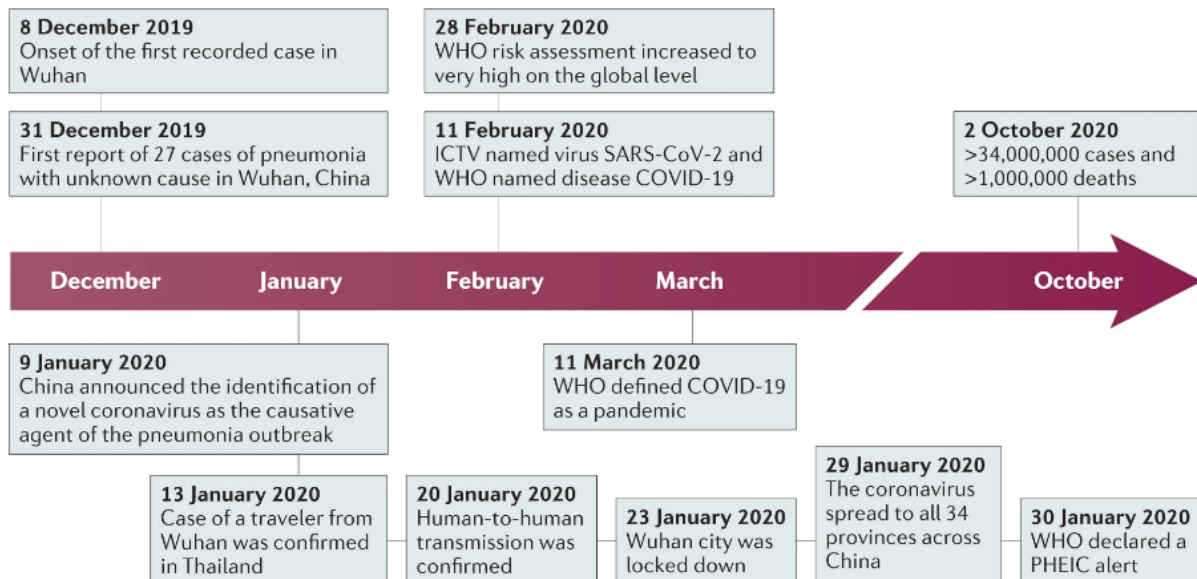 8 December 2019
Onset of the first recorded case in
Wuhan
28 February 2020
WHO risk assessment increased to
very high on the global level
31 December 2019
First report of 27 cases of pneumonia
with unknown cause in Wuhan, China
11 February 2020
ICTV named virus SARS-CoV-2 and
WHO named disease COVID-19
2 October 2020
>34,000,000 cases and
>1,000,000 deaths
December
January
February
March
October
9 January 2020
China announced the identification of
a novel coronavirus as the causative
agent of the pneumonia outbreak
11 March 2020
WHO defined COVID-19
as a pandemic
13 January 2020
Case of a traveler from
Wuhan was confirmed
in Thailand
20 January 2020
Human-to-human
transmission was
confirmed
23 January 2020
Wuhan city was
locked down
29 January 2020
The coronavirus
spread to all 34
provinces across
China
30 January 2020
WHO declared a
PHEIC alert